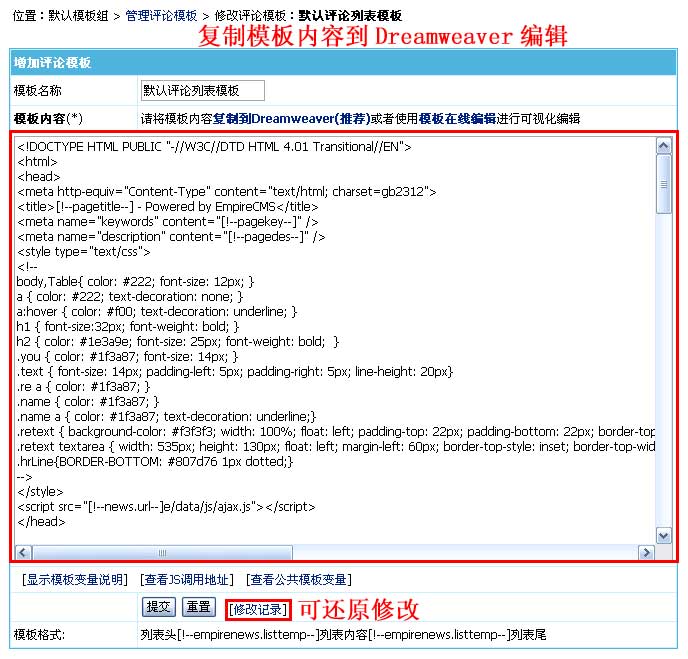 位置：默认模板组 > 管理评论模板 > 修改评论模板：默认评论列表模板
复制模板内容到 Dreamweaver 编辑
增加评论模板
模板名称 默认评论列表模板
模板内容(*) 请将模板内容复制到Dreamweaver(推荐)或者使用模板在线编辑进行可视化编辑
<!DOCTYPE HTML PUBLIC "-//W3C//DTD HTML 4.01 Transitional//EN">
<html>
<head>
<meta http-equiv="Content-Type" content="text/html; charset=gb2312">
<title>[!--pagetitle--] - Powered by EmpireCMS</title>
<meta name="keywords" content="[!--pagekey--]" />
<meta name="description" content="[!--pagedes--]" />
<style type="text/css">
<!--
body,Table{ color: #222; font-size: 12px; }
a { color: #222; text-decoration: none; }
a:hover { color: #f00; text-decoration: underline; }
h1 { font-size:32px; font-weight: bold; }
h2 { color: #1e3a9e; font-size: 25px; font-weight: bold;  }
.you { color: #1f3a87; font-size: 14px; }
.text { font-size: 14px; padding-left: 5px; padding-right: 5px; line-height: 20px}
.re a { color: #1f3a87; }
.name { color: #1f3a87; }
.name a { color: #1f3a87; text-decoration: underline;}
.retext { background-color: #f3f3f3; width: 100%; float: left; padding-top: 22px; padding-bottom: 22px; border-top
.retext textarea { width: 535px; height: 130px; float: left; margin-left: 60px; border-top-style: inset; border-top-wid
.hrLine{BORDER-BOTTOM: #807d76 1px dotted;}
-->
</style>
<script src="[!--news.url--]e/data/js/ajax.js"></script>
</head>
[显示模板变量说明] [查看JS调用地址] [查看公共模板变量]
提交 重置 [修改记录] 可还原修改
模板格式: 列表头[!--empirenews.listtemp--]列表内容[!--empirenews.listtemp--]列表尾